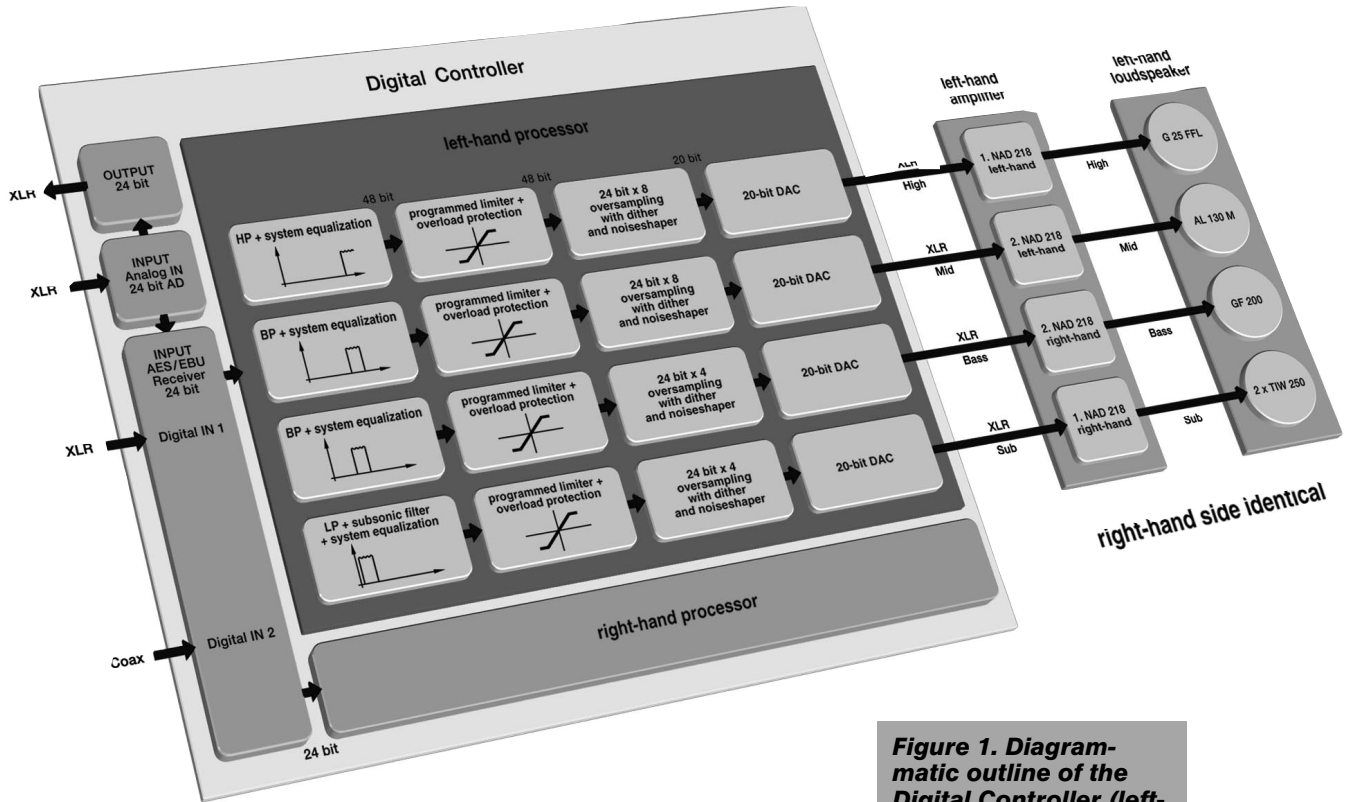 Digital Controller
left-hand processor
OUTPUT
24 bit
XLR
INPUT
Analog IN
24 bit AD
XLR
INPUT
AES/EBU
Receiver
24 bit
Digital IN 1
XLR
Digital IN 2
Coax
24 bit
48 bit
48 bit
20 bit
HP + system equalization
programmed limiter +
overload protection
24 bit x 8
oversampling
with dither
and noiseshaper
20-bit DAC
XLR
High
BP + system equalization
programmed limiter +
overload protection
24 bit x 8
oversampling
with dither
and noiseshaper
20-bit DAC
XLR
Mid
BP + system equalization
programmed limiter +
overload protection
24 bit x 4
oversampling
with dither
and noiseshaper
20-bit DAC
XLR
Bass
LP + subsonic filter
+ system equalization
programmed limiter +
overload protection
24 bit x 4
oversampling
with dither
and noiseshaper
20-bit DAC
XLR
Sub
right-hand processor
left-hand
amplifier
1. NAD 218
left-hand
2. NAD 218
left-hand
2. NAD 218
right-hand
1. NAD 218
right-hand
High
Mid
Bass
Sub
left-hand
loudspeaker
G 25 FFL
AL 130 M
GF 200
2 x TIW 250
right-hand side identical
Figure 1. Diagram-
matic outline of the
Digital Controller (left-